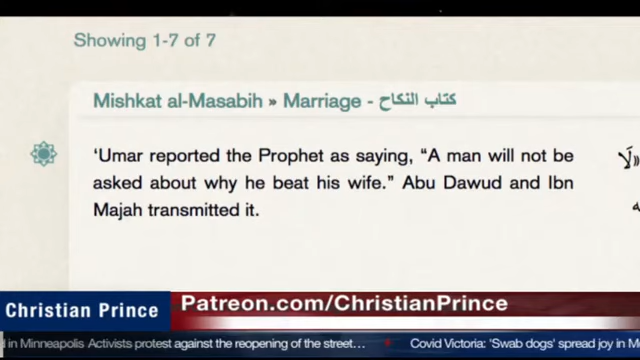 Showing 1-7 of 7
Mishkat al-Masabih » Marriage - كتاب النكاح
‘Umar reported the Prophet as saying, “A man will not be
asked about why he beat his wife.” Abu Dawud and Ibn
Majah transmitted it.
Christian Prince
Patreon.com/ChristianPrince
in Minneapolis Activists protest against the reopening of the street…
Covid Victoria: 'Swab dogs' spread joy in